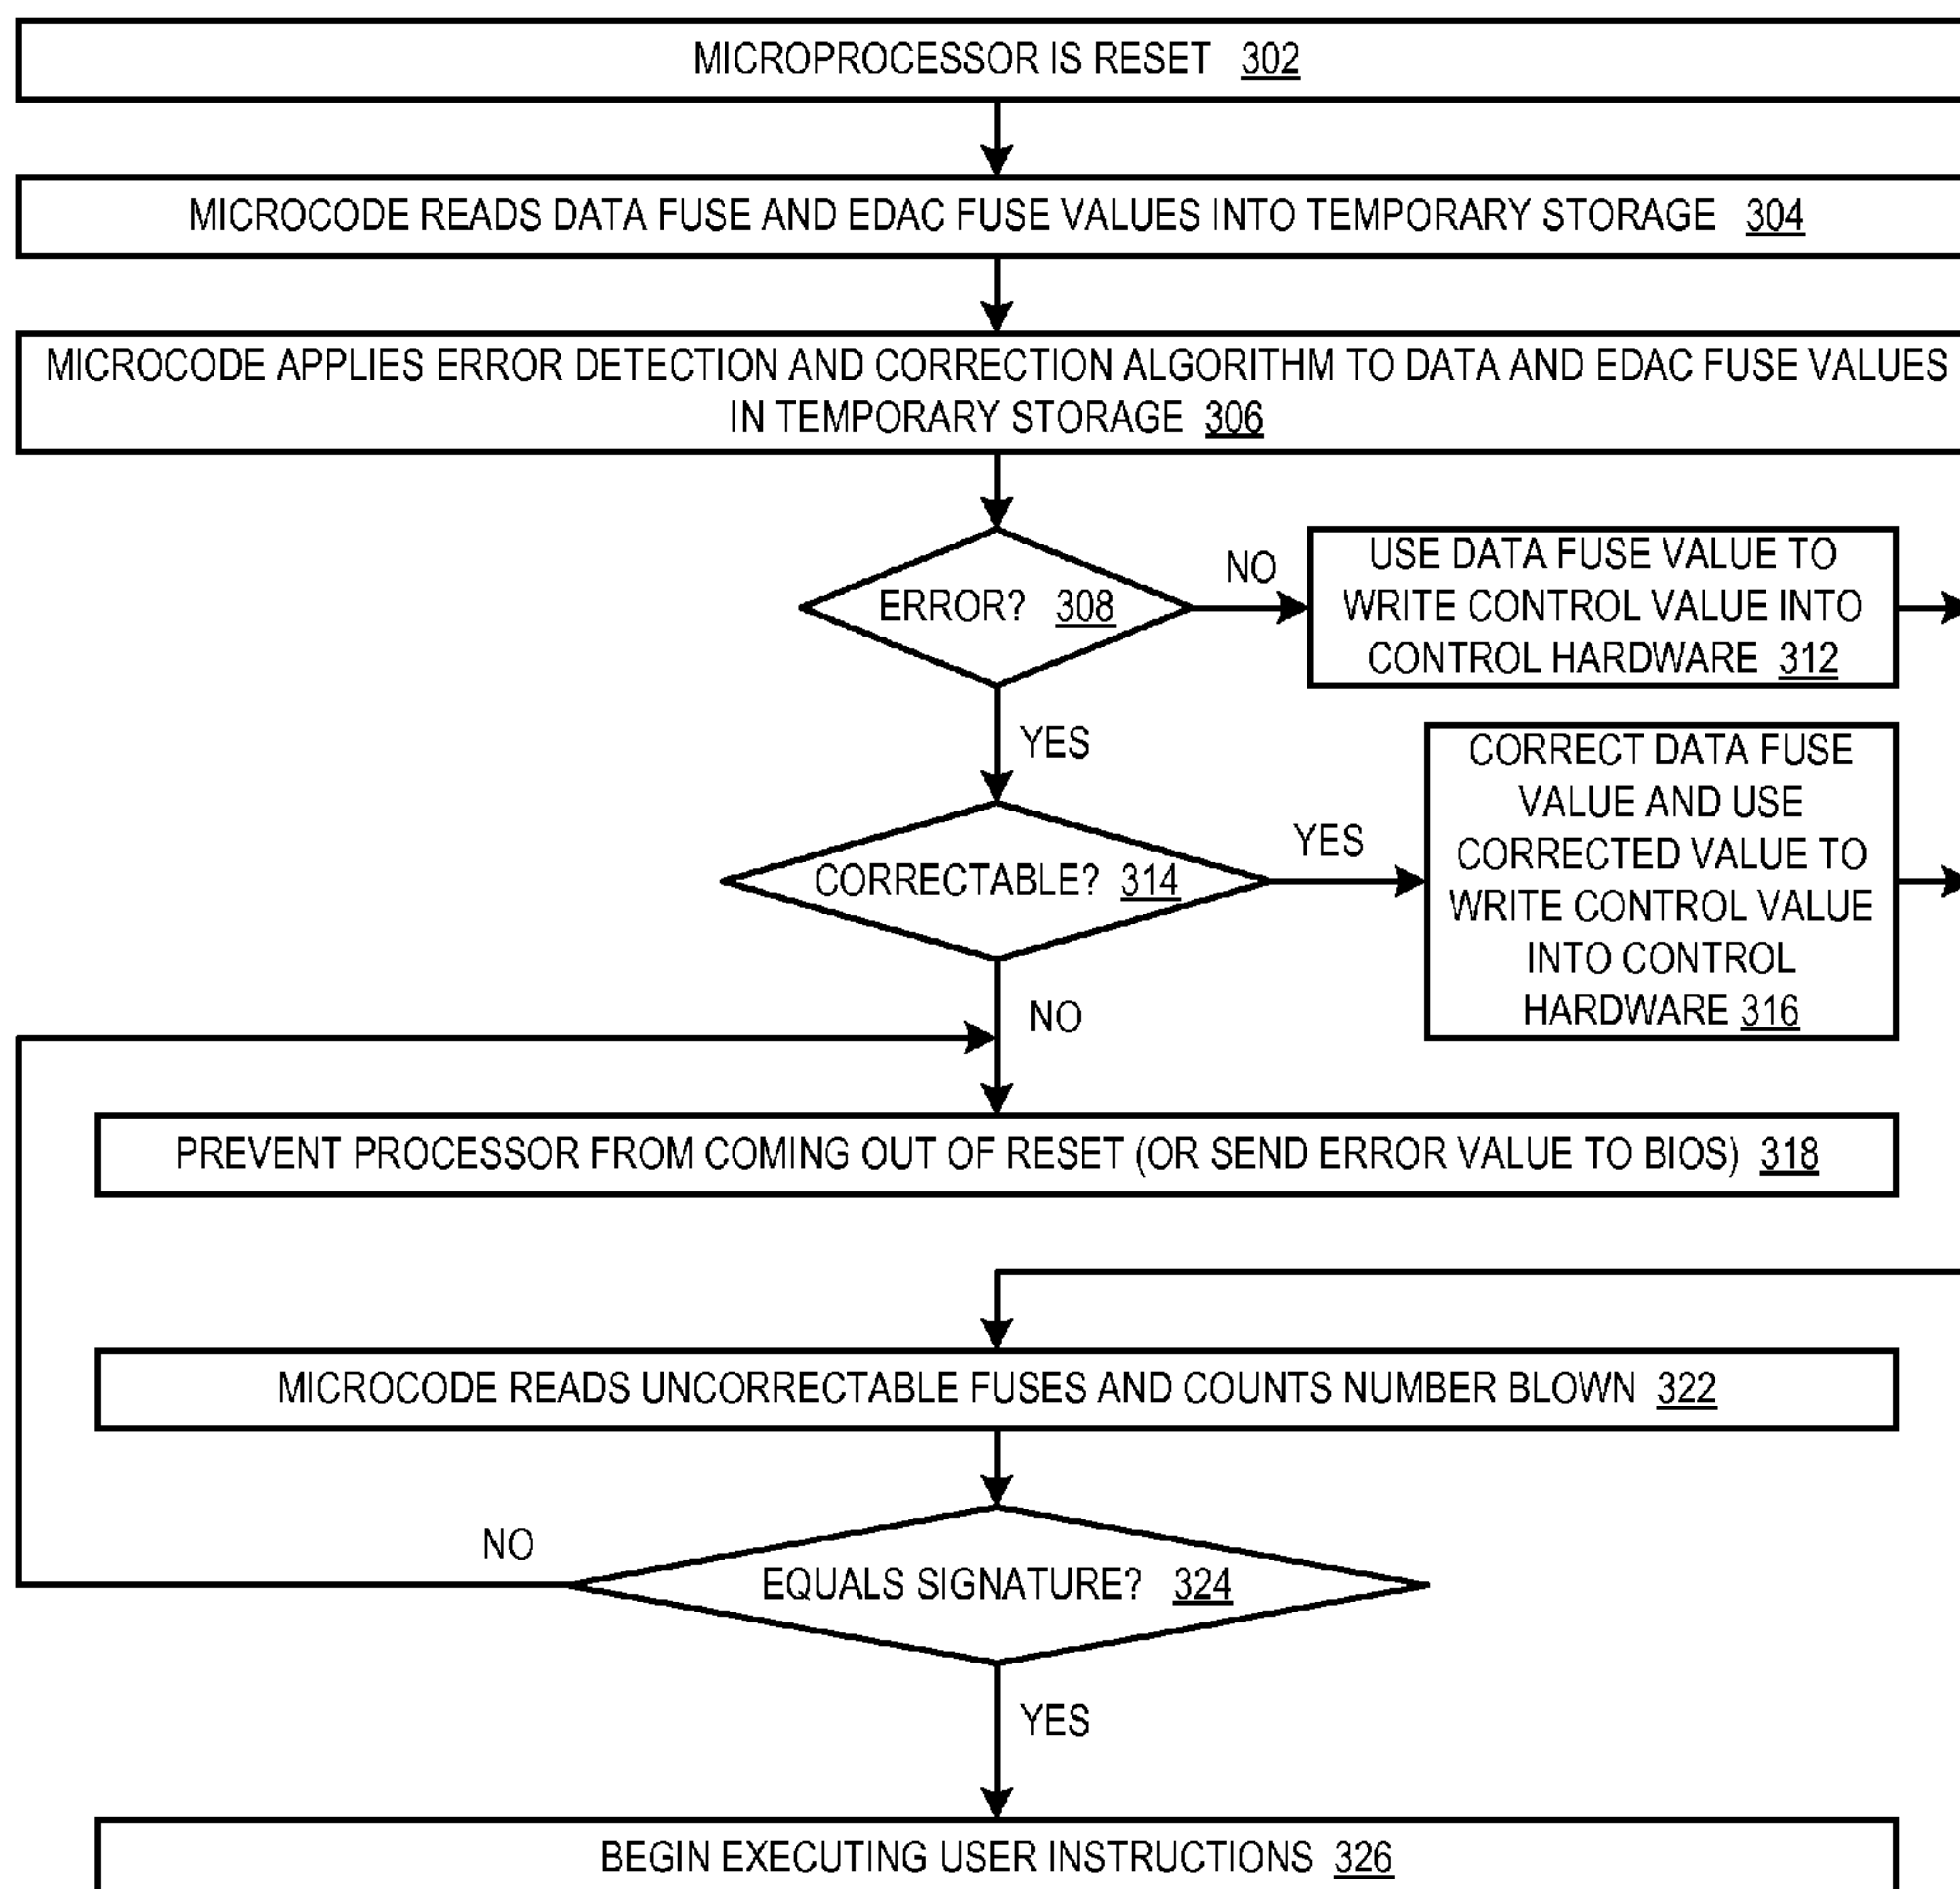 MICROPROCESSOR IS RESET 302
MICROCODE READS DATA FUSE AND EDAC FUSE VALUES INTO TEMPORARY STORAGE 304
MICROCODE APPLIES ERROR DETECTION AND CORRECTION ALGORITHM TO DATA AND EDAC FUSE VALUES
IN TEMPORARY STORAGE 306
ERROR? 308
NO
USE DATA FUSE VALUE TO
WRITE CONTROL VALUE INTO
CONTROL HARDWARE 312
YES
CORRECTABLE? 314
YES
CORRECT DATA FUSE
VALUE AND USE
CORRECTED VALUE TO
WRITE CONTROL VALUE
INTO CONTROL
HARDWARE 316
NO
PREVENT PROCESSOR FROM COMING OUT OF RESET (OR SEND ERROR VALUE TO BIOS) 318
MICROCODE READS UNCORRECTABLE FUSES AND COUNTS NUMBER BLOWN 322
NO
EQUALS SIGNATURE? 324
YES
BEGIN EXECUTING USER INSTRUCTIONS 326